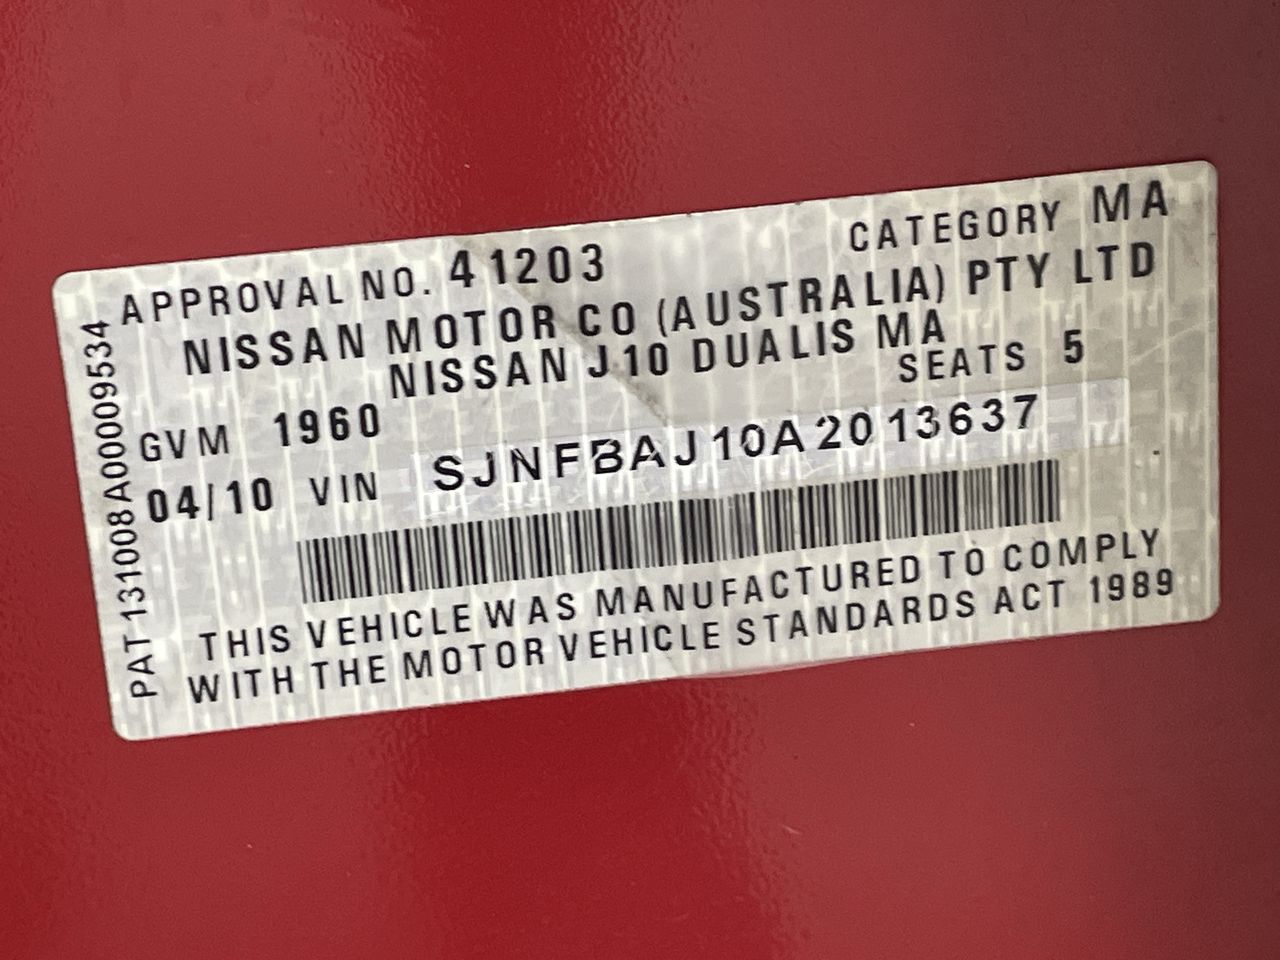 APPROVAL NO. 41203 CATEGORY MA
NISSAN MOTOR CO (AUSTRALIA) PTY LTD
NISSAN J10 DUALIS MA
GVM 1960 SEATS 5
04/10 VIN SJNFBAJ10A2013637
THIS VEHICLE WAS MANUFACTURED TO COMPLY
WITH THE MOTOR VEHICLE STANDARDS ACT 1989
PAT 131008A00009534